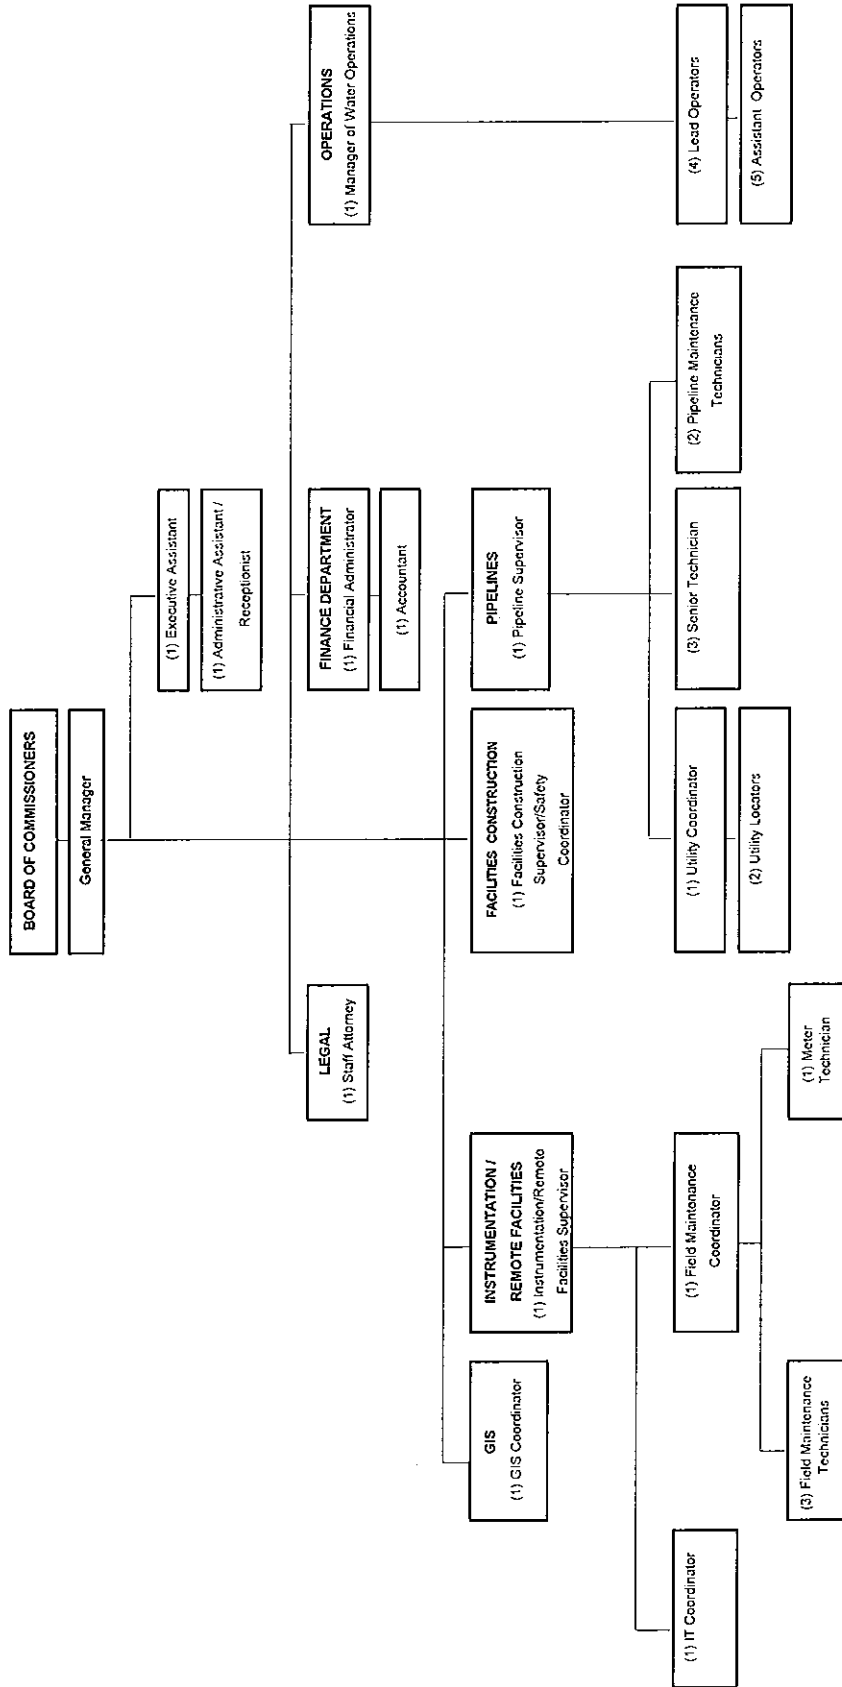 BOARD OF COMMISSIONERS
General Manager
(1) Executive Assistant
(1) Administrative Assistant /
Receptionist
LEGAL
(1) Staff Attorney
FINANCE DEPARTMENT
(1) Financial Administrator
(1) Accountant
OPERATIONS
(1) Manager of Water Operations
GIS
(1) GIS Coordinator
INSTRUMENTATION /
REMOTE FACILITIES
(1) Instrumentation/Remote
Facilities Supervisor
FACILITIES CONSTRUCTION
(1) Facilities Construction
Supervisor/Safety
Coordinator
PIPELINES
(1) Pipeline Supervisor
(1) IT Coordinator
(1) Field Maintenance
Coordinator
(1) Utility Coordinator
(2) Utility Locators
(3) Senior Technician
(2) Pipeline Maintenance
Technicians
(4) Lead Operators
(5) Assistant Operators
(3) Field Maintenance
Technicians
(1) Meter
Technician